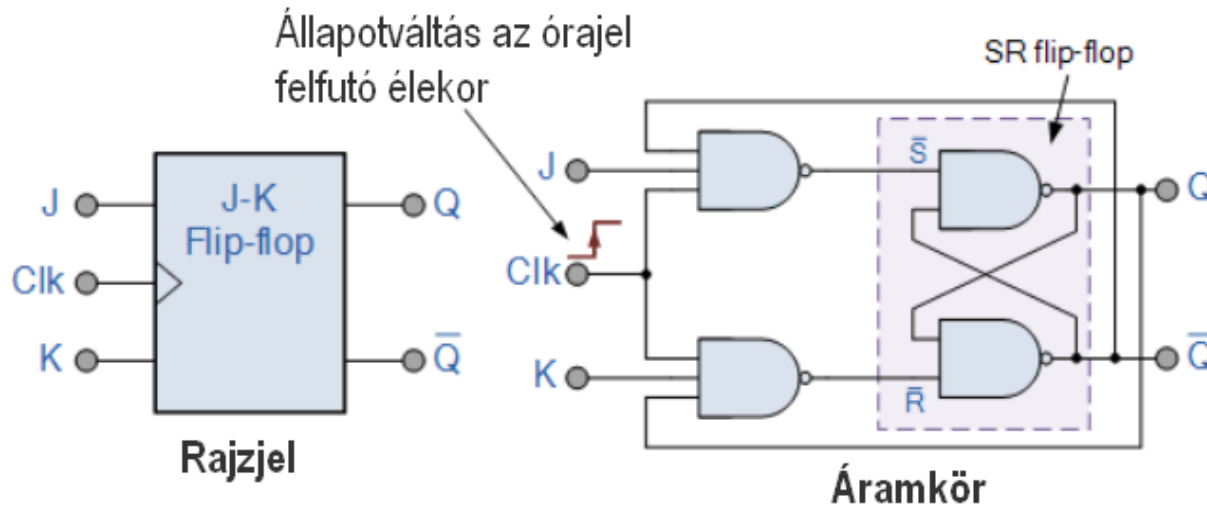 Állapotváltás az órajel
felfutó élekor
J
Clk
K
J-K
Flip-flop
Q
Q̅
Rajzjel
SR flip-flop
J
Clk
K
S̅
R̅
Q
Q̅
Áramkör